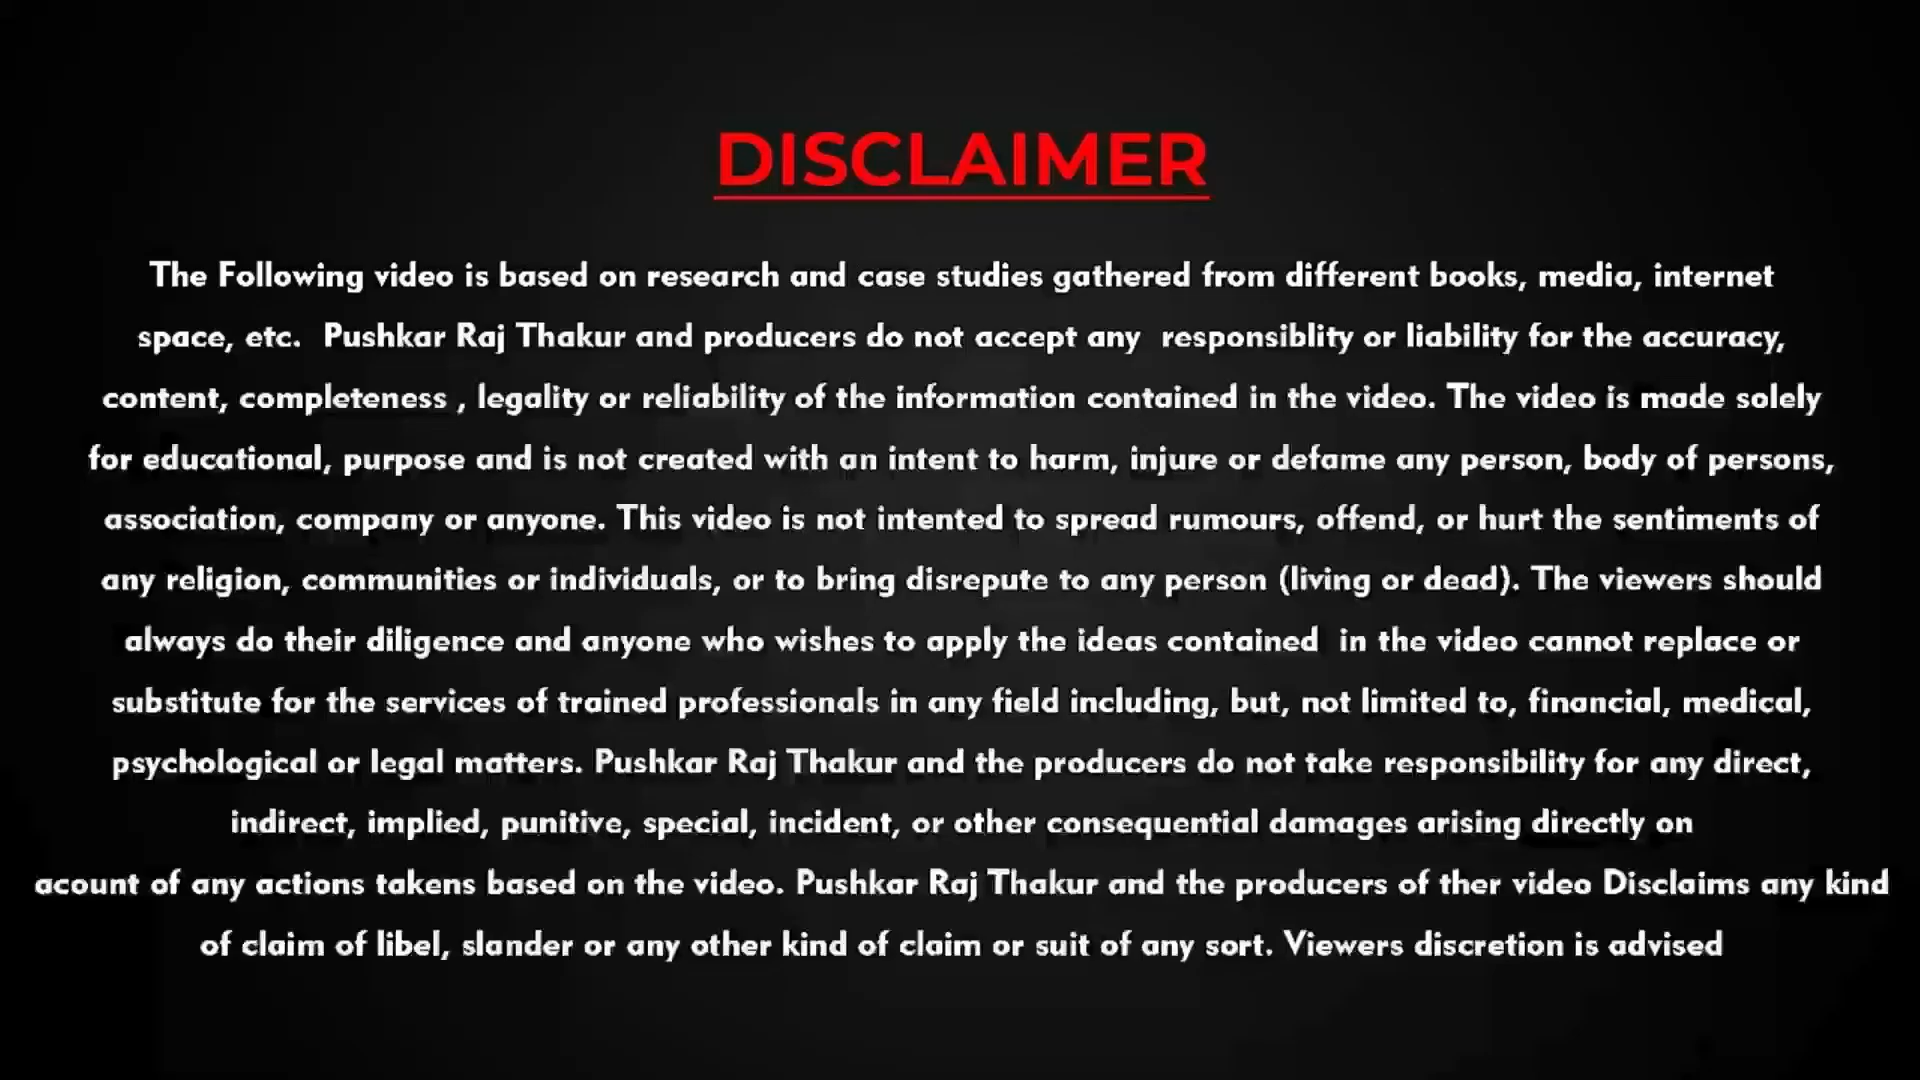 DISCLAIMER
The Following video is based on research and case studies gathered from different books, media, internet
space, etc.  Pushkar Raj Thakur and producers do not accept any  responsiblity or liability for the accuracy,
content, completeness , legality or reliability of the information contained in the video. The video is made solely
for educational, purpose and is not created with an intent to harm, injure or defame any person, body of persons,
association, company or anyone. This video is not intented to spread rumours, offend, or hurt the sentiments of
any religion, communities or individuals, or to bring disrepute to any person (living or dead). The viewers should
always do their diligence and anyone who wishes to apply the ideas contained  in the video cannot replace or
substitute for the services of trained professionals in any field including, but, not limited to, financial, medical,
psychological or legal matters. Pushkar Raj Thakur and the producers do not take responsibility for any direct,
indirect, implied, punitive, special, incident, or other consequential damages arising directly on
acount of any actions takens based on the video. Pushkar Raj Thakur and the producers of ther video Disclaims any kind
of claim of libel, slander or any other kind of claim or suit of any sort. Viewers discretion is advised